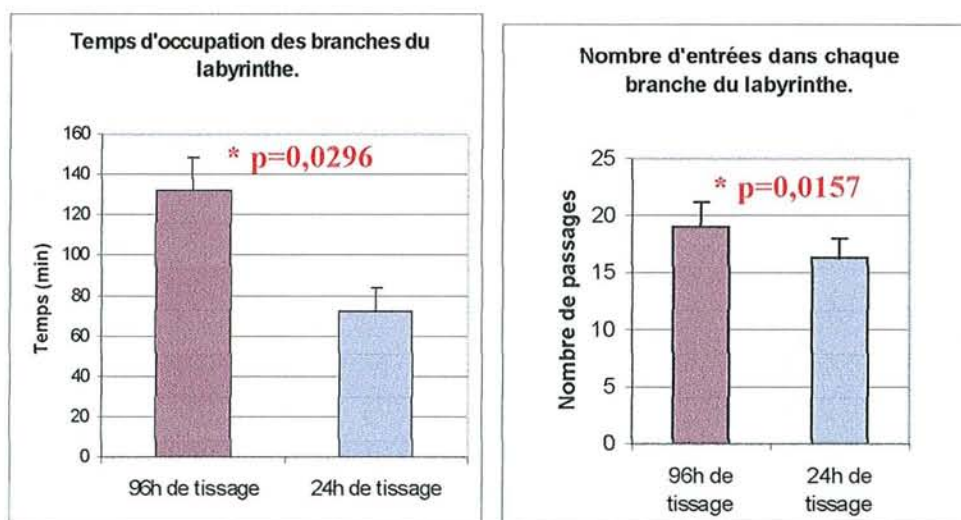 Temps d'occupation des branches du
labyrinthe.
* p=0,0296
Temps (min)
160
140
120
100
80
60
40
20
0
96h de tissage
24h de tissage
Nombre d'entrées dans chaque
branche du labyrinthe.
* p=0,0157
Nombre de passages
25
20
15
10
5
0
96h de
tissage
24h de
tissage